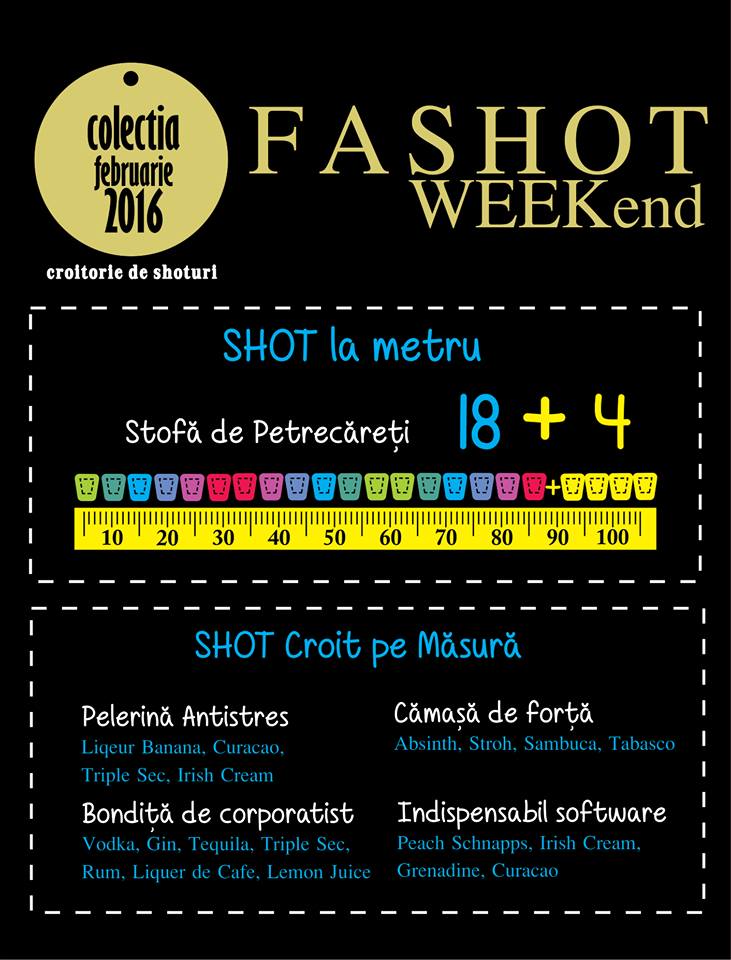 colectia
februarie
2016
croitorie de shoturi
FASHOT
WEEKend
SHOT la metru
Stofă de Petrecăreți 18 + 4
+
10 20 30 40 50 60 70 80 90 100
SHOT Croit pe Măsură
Pelerină Antistres
Liqeur Banana, Curacao,
Triple Sec, Irish Cream
Cămașă de forță
Absinth, Stroh, Sambuca, Tabasco
Bondiță de corporatist
Vodka, Gin, Tequila, Triple Sec,
Rum, Liquer de Cafe, Lemon Juice
Indispensabil software
Peach Schnapps, Irish Cream,
Grenadine, Curacao